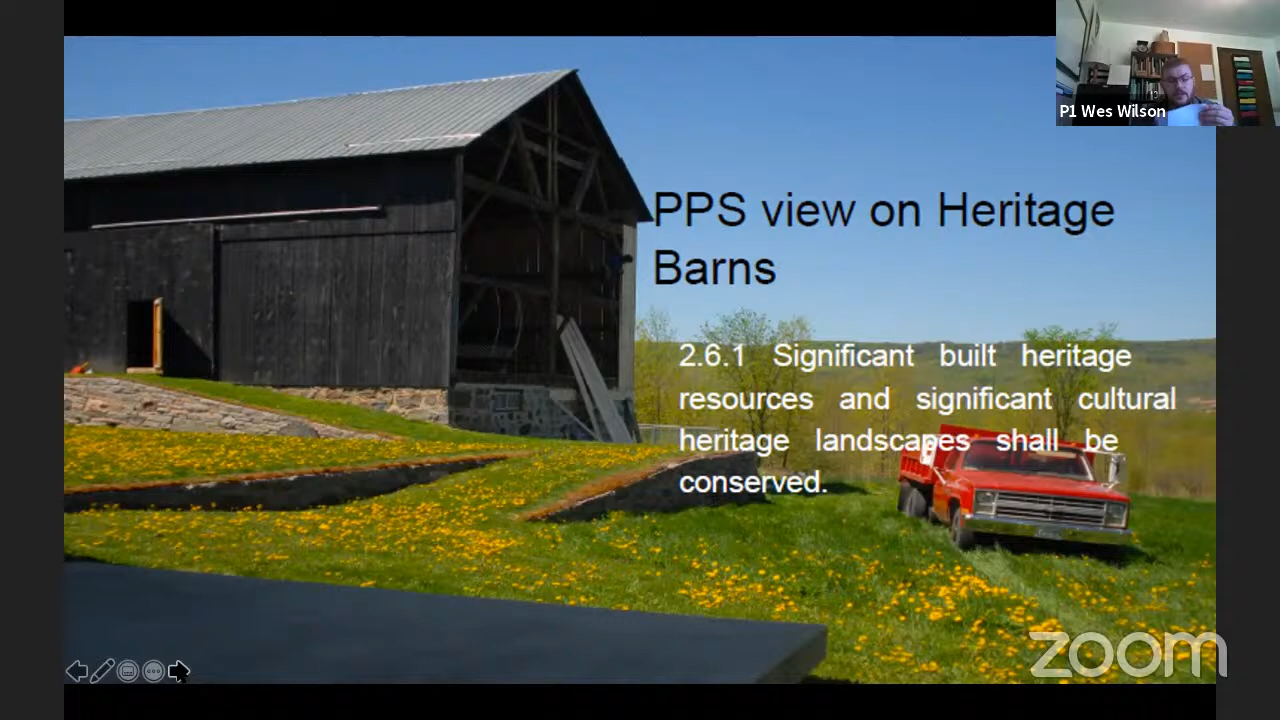 P1 Wes Wilson
PPS view on Heritage
Barns
2.6.1 Significant built heritage
resources and significant cultural
heritage landscapes shall be
conserved.
zoom